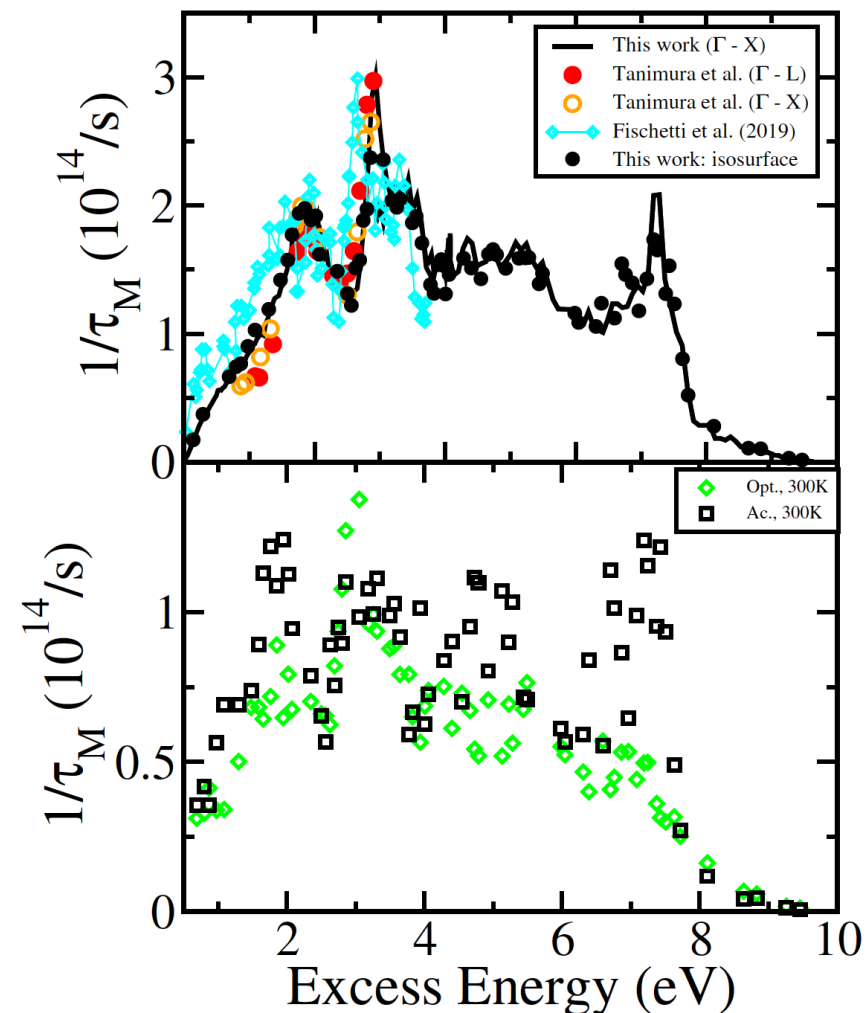 This work (Γ - X)
Tanimura et al. (Γ - L)
Tanimura et al. (Γ - X)
Fischetti et al. (2019)
This work: isosurface
3
2
1
0
1/τ_M (10^14/s)
Opt., 300K
Ac., 300K
1
0.5
0
1/τ_M (10^14/s)
2 4 6 8 10
Excess Energy (eV)